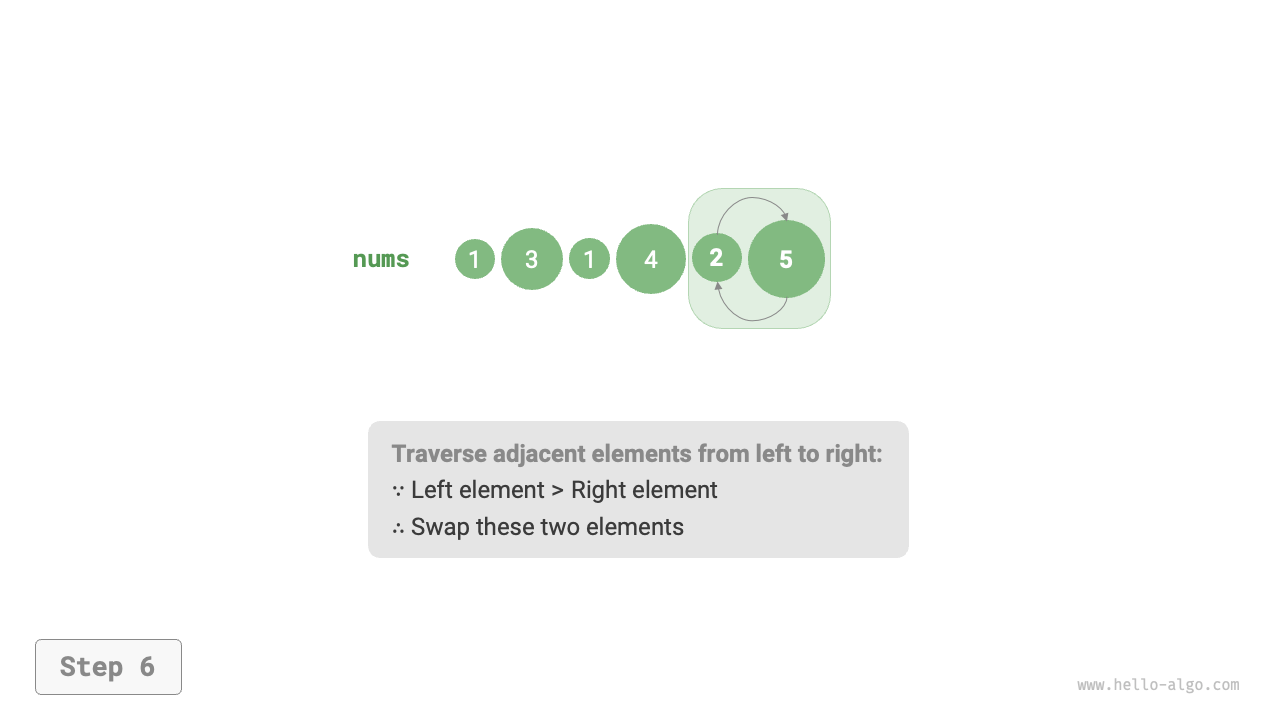 nums 1 3 1 4 2 5
Traverse adjacent elements from left to right:
∵ Left element > Right element
∴ Swap these two elements
Step 6
www.hello-algo.com